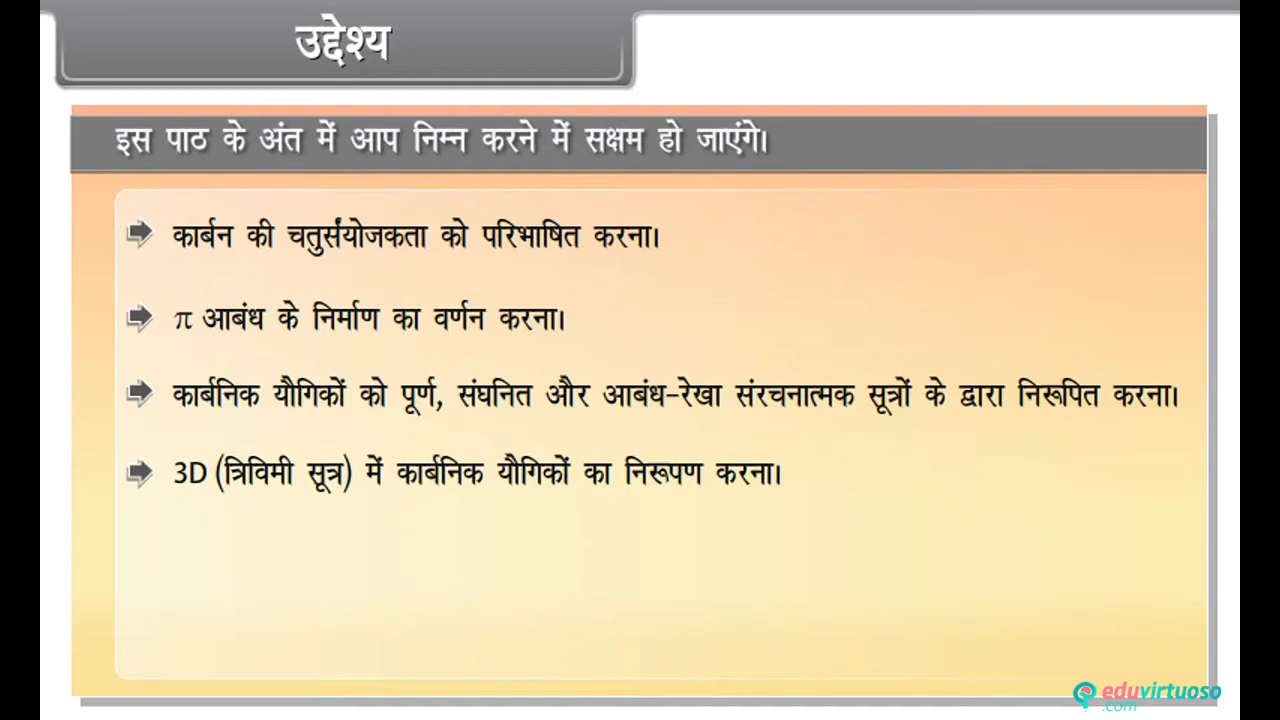 उद्देश्य
इस पाठ के अंत में आप निम्न करने में सक्षम हो जाएंगे।
कार्बन की चतुर्संयोजकता को परिभाषित करना।
π आबंध के निर्माण का वर्णन करना।
कार्बनिक यौगिकों को पूर्ण, संघनित और आबंध-रेखा संरचनात्मक सूत्रों के द्वारा निरूपित करना।
3D (त्रिविमी सूत्र) में कार्बनिक यौगिकों का निरूपण करना।
eduvirtuoso
.com